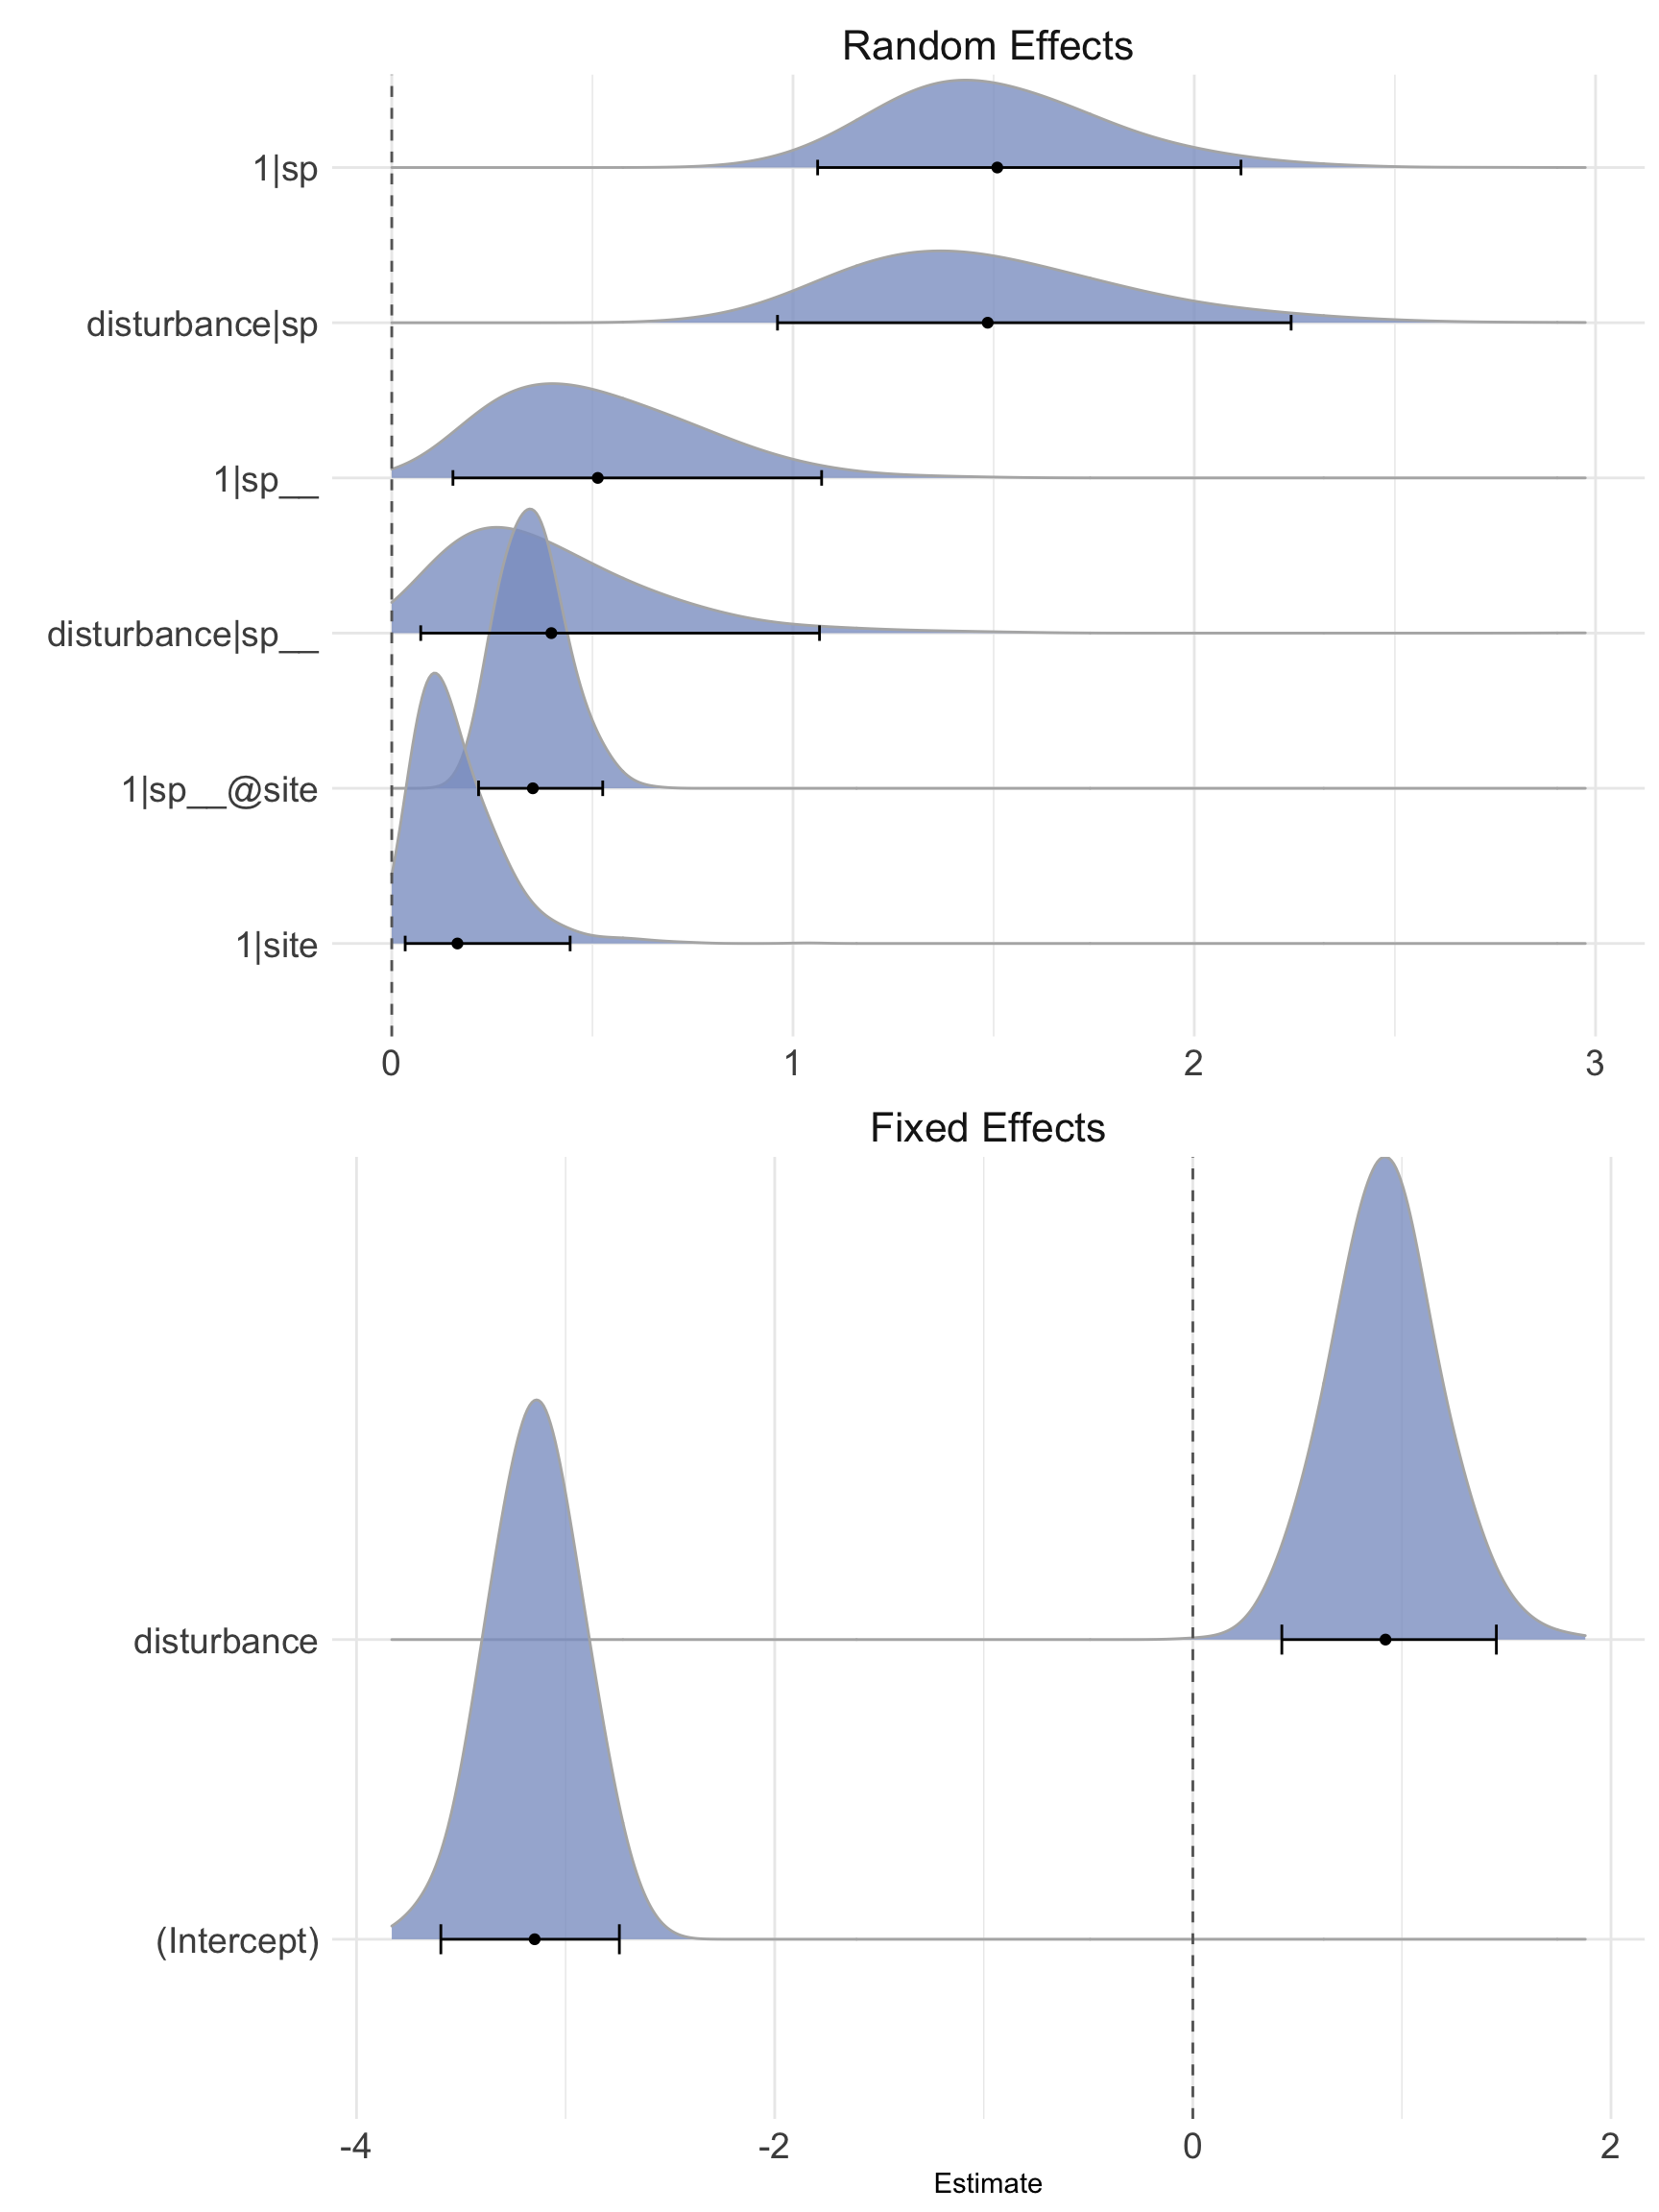 Random Effects
1|sp
disturbance|sp
1|sp__
disturbance|sp__
1|sp__@site
1|site
0 1 2 3
Fixed Effects
disturbance
(Intercept)
-4 -2 0 2
Estimate